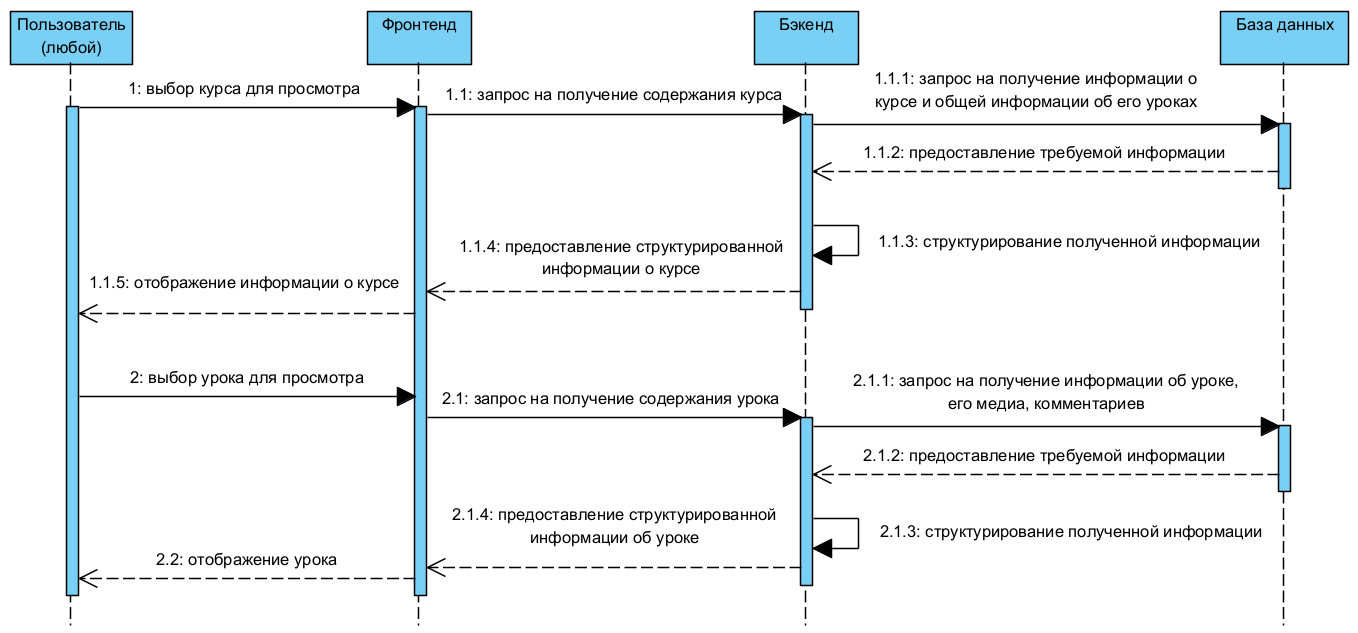 Пользователь
(любой)
Фронтенд
Бэкенд
База данных
1: выбор курса для просмотра
1.1: запрос на получение содержания курса
1.1.1: запрос на получение информации о
курсе и общей информации об его уроках
1.1.2: предоставление требуемой информации
1.1.3: структурирование полученной информации
1.1.4: предоставление структурированной
информации о курсе
1.1.5: отображение информации о курсе
2: выбор урока для просмотра
2.1: запрос на получение содержания урока
2.1.1: запрос на получение информации об уроке,
его медиа, комментариев
2.1.2: предоставление требуемой информации
2.1.3: структурирование полученной информации
2.1.4: предоставление структурированной
информации об уроке
2.2: отображение урока